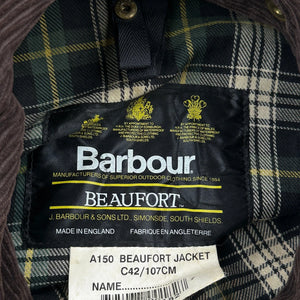 Barbour
MANUFACTURERS OF SUPERIOR OUTDOOR CLOTHING SINCE 1894
BEAUFORT
J. BARBOUR & SONS LTD., SIMONSIDE, SOUTH SHIELDS
MADE IN ENGLAND FABRIQUE EN ANGLETERRE
A150 BEAUFORT JACKET
C42/107CM
NAME